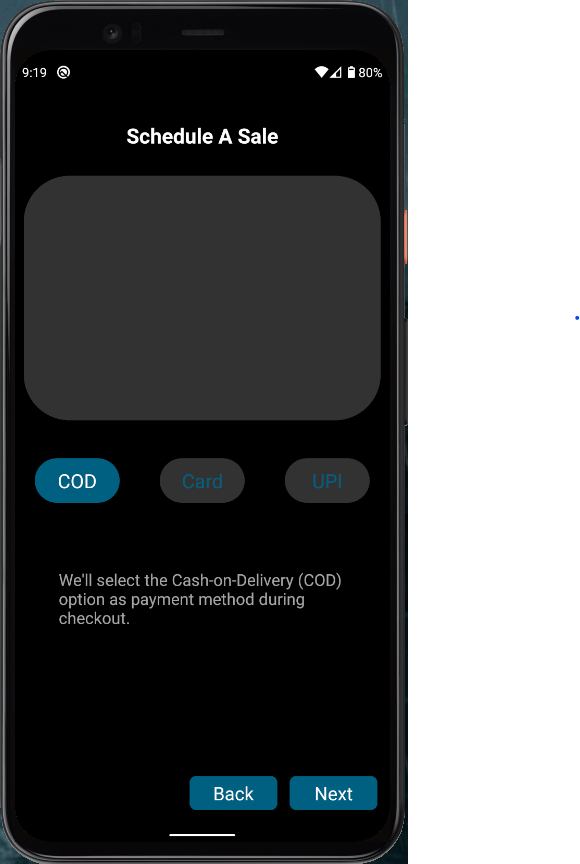 9:19
80%
Schedule A Sale
COD
Card
UPI
We'll select the Cash-on-Delivery (COD)
option as payment method during
checkout.
Back
Next